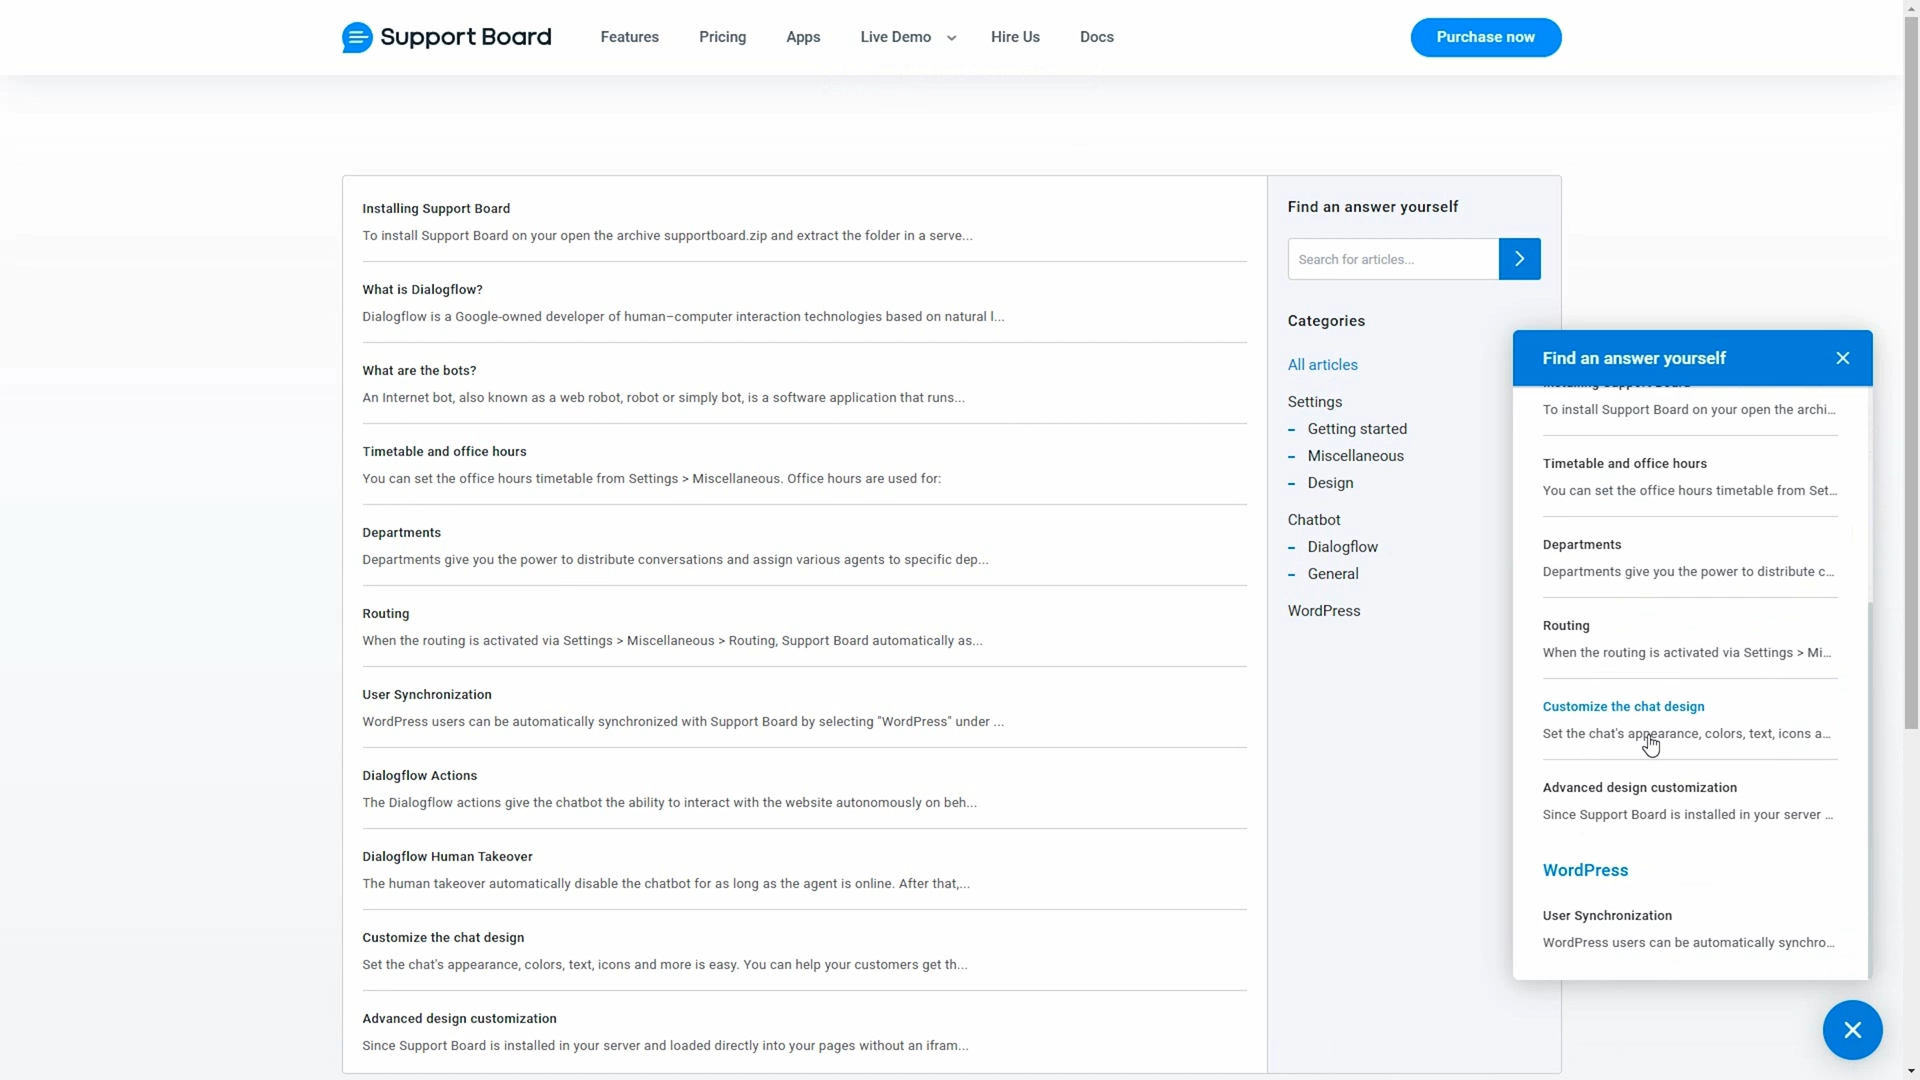 Support Board
Features
Pricing
Apps
Live Demo
Hire Us
Docs
Purchase now
Installing Support Board
To install Support Board on your open the archive supportboard.zip and extract the folder in a serve...
What is Dialogflow?
Dialogflow is a Google-owned developer of human–computer interaction technologies based on natural l...
What are the bots?
An Internet bot, also known as a web robot, robot or simply bot, is a software application that runs...
Timetable and office hours
You can set the office hours timetable from Settings > Miscellaneous. Office hours are used for:
Departments
Departments give you the power to distribute conversations and assign various agents to specific dep...
Routing
When the routing is activated via Settings > Miscellaneous > Routing, Support Board automatically as...
User Synchronization
WordPress users can be automatically synchronized with Support Board by selecting "WordPress" under ...
Dialogflow Actions
The Dialogflow actions give the chatbot the ability to interact with the website autonomously on beh...
Dialogflow Human Takeover
The human takeover automatically disable the chatbot for as long as the agent is online. After that,...
Customize the chat design
Set the chat's appearance, colors, text, icons and more is easy. You can help your customers get th...
Advanced design customization
Since Support Board is installed in your server and loaded directly into your pages without an ifram...
Find an answer yourself
Search for articles...
Categories
All articles
Settings
– Getting started
– Miscellaneous
– Design
Chatbot
– Dialogflow
– General
WordPress
Find an answer yourself
Installing Support Board
To install Support Board on your open the archi...
Timetable and office hours
You can set the office hours timetable from Set...
Departments
Departments give you the power to distribute c...
Routing
When the routing is activated via Settings > Mi...
Customize the chat design
Set the chat's appearance, colors, text, icons a...
Advanced design customization
Since Support Board is installed in your server ...
WordPress
User Synchronization
WordPress users can be automatically synchro...